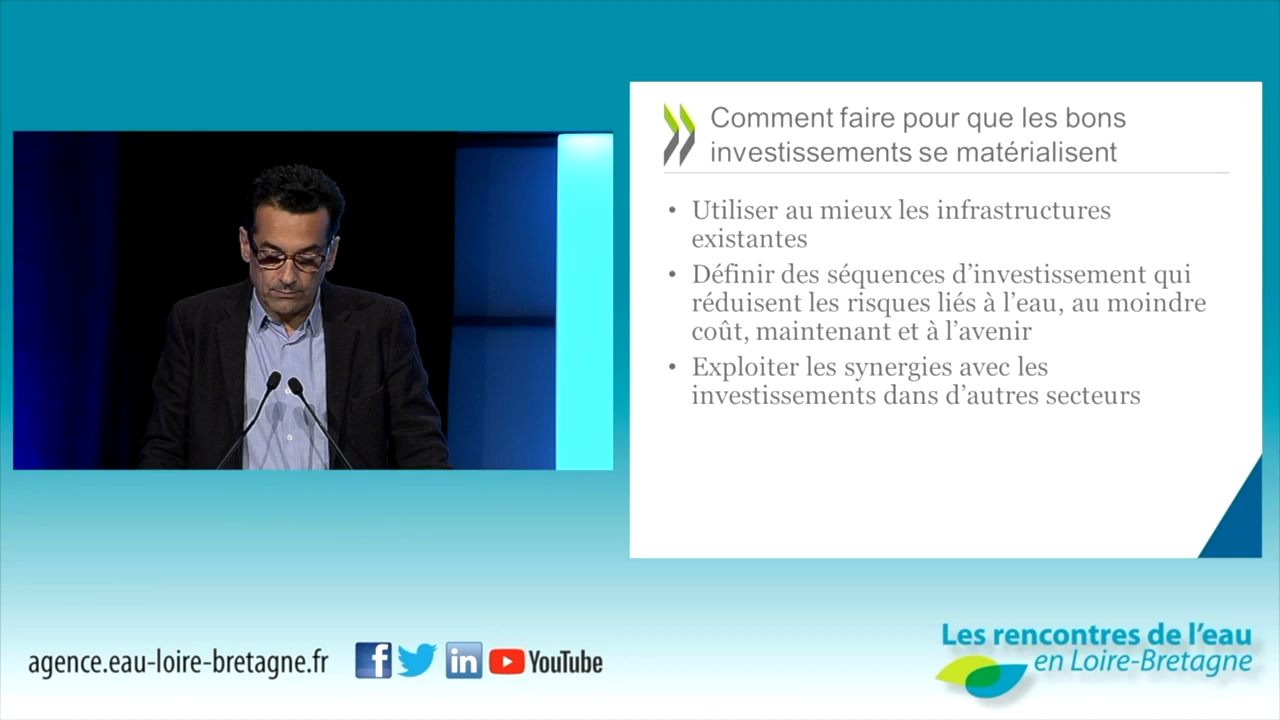 Comment faire pour que les bons
investissements se matérialisent
• Utiliser au mieux les infrastructures
existantes
• Définir des séquences d’investissement qui
réduisent les risques liés à l’eau, au moindre
coût, maintenant et à l’avenir
• Exploiter les synergies avec les
investissements dans d’autres secteurs
agence.eau-loire-bretagne.fr
YouTube
Les rencontres de l’eau
en Loire-Bretagne